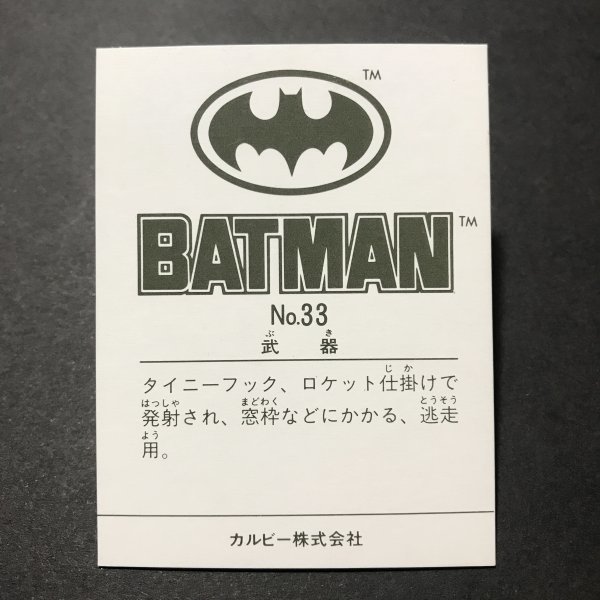 TM
BATMAN TM
No.33
ぶ き
武 器
じ か
タイニーフック、ロケット仕掛けで
はっしゃ まどわく とうそう
発射され、窓枠などにかかる、逃走
よう
用。
カルビー株式会社